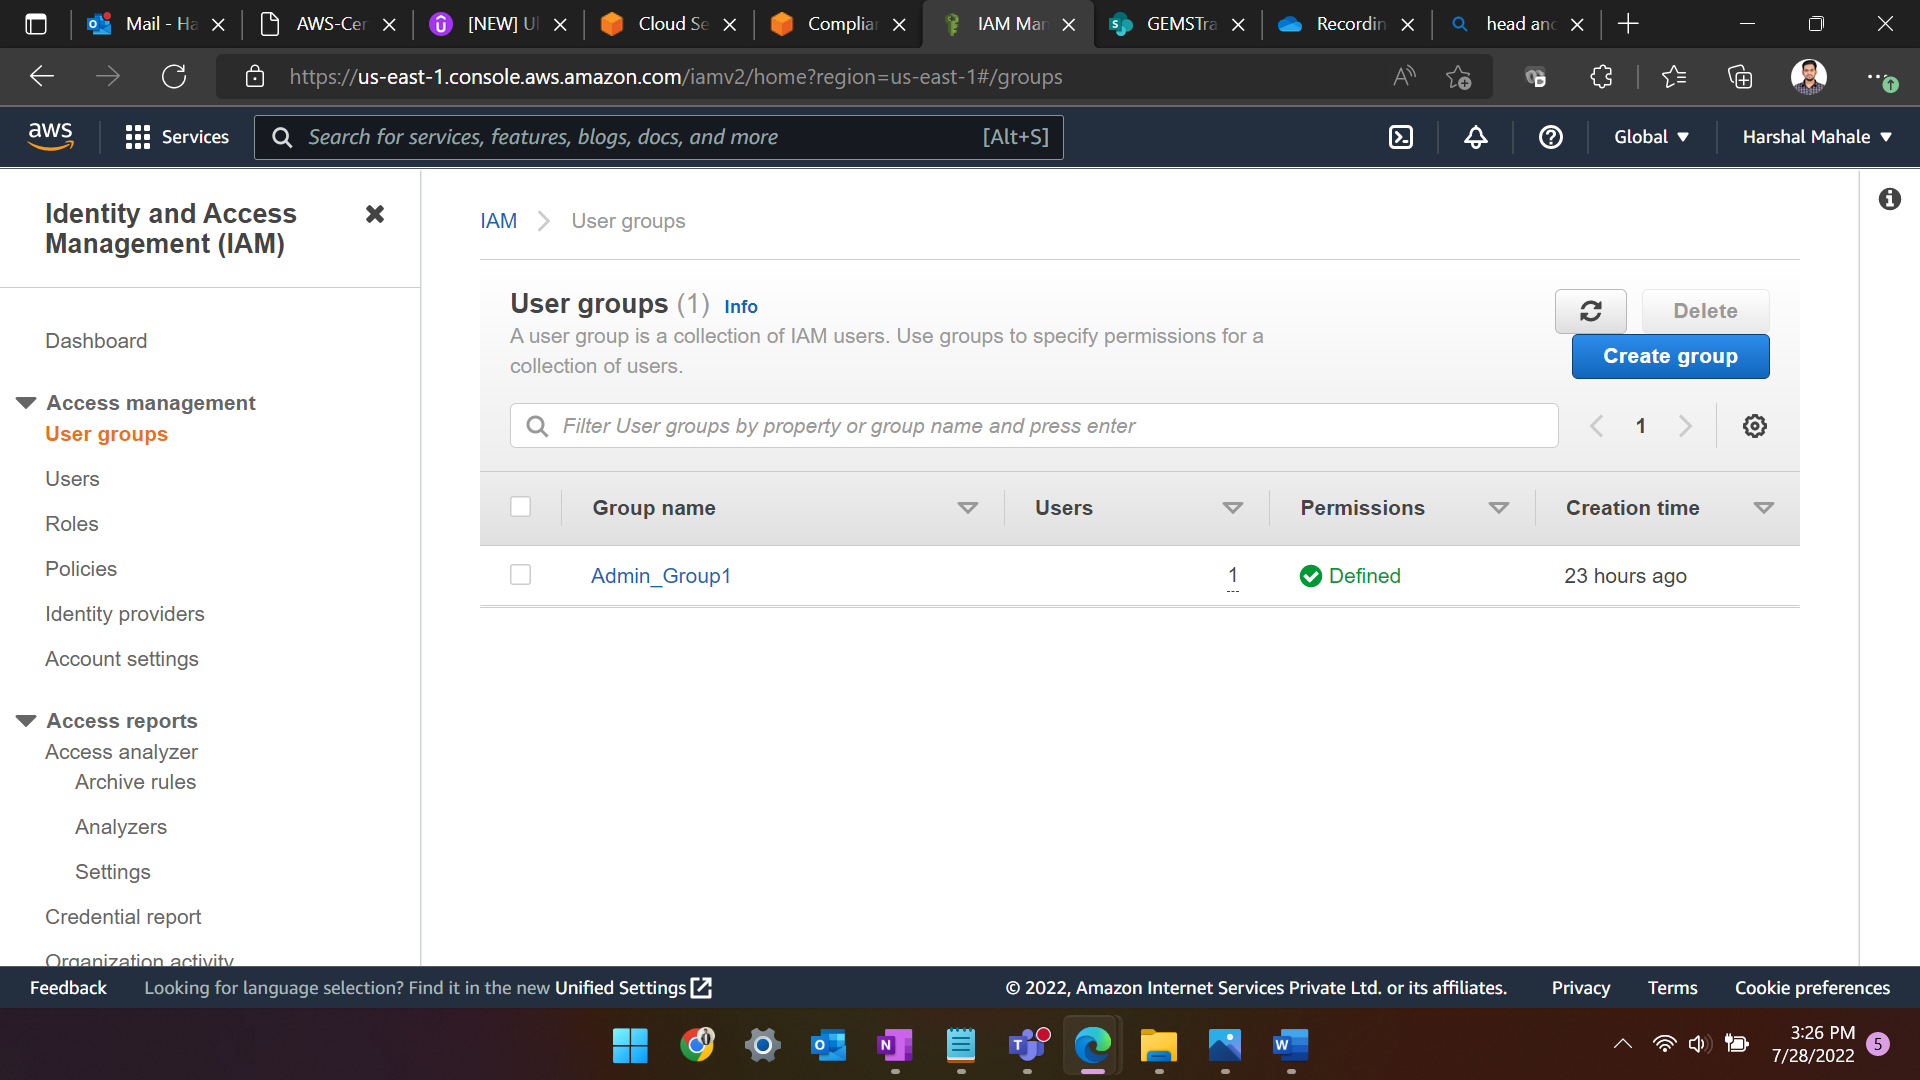 Mail - Ha
AWS-Cer
[NEW] Ul
Cloud Se
Complian
IAM Man
GEMSTra
Recordin
head and
https://us-east-1.console.aws.amazon.com/iamv2/home?region=us-east-1#/groups
aws
Services
Search for services, features, blogs, docs, and more
[Alt+S]
Global
Harshal Mahale
Identity and Access
Management (IAM)
Dashboard
Access management
User groups
Users
Roles
Policies
Identity providers
Account settings
Access reports
Access analyzer
Archive rules
Analyzers
Settings
Credential report
Organization activity
IAM
User groups
User groups (1) Info
A user group is a collection of IAM users. Use groups to specify permissions for a
collection of users.
Delete
Create group
Filter User groups by property or group name and press enter
1
Group name
Users
Permissions
Creation time
Admin_Group1
1
Defined
23 hours ago
Feedback
Looking for language selection? Find it in the new Unified Settings
© 2022, Amazon Internet Services Private Ltd. or its affiliates.
Privacy
Terms
Cookie preferences
3:26 PM
7/28/2022
5